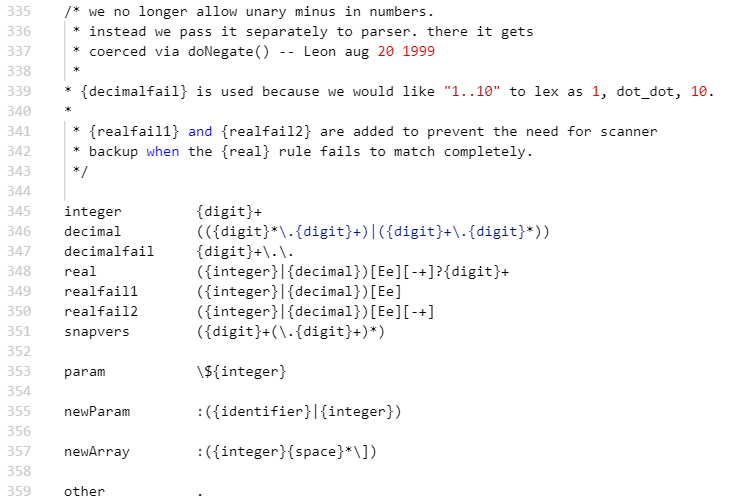 335 /* we no longer allow unary minus in numbers.
336 * instead we pass it separately to parser. there it gets
337 * coerced via doNegate() -- Leon aug 20 1999
338 *
339 * {decimalfail} is used because we would like "1..10" to lex as 1, dot_dot, 10.
340 *
341 * {realfail1} and {realfail2} are added to prevent the need for scanner
342 * backup when the {real} rule fails to match completely.
343 */
344
345 integer {digit}+
346 decimal (({digit}*\.{digit}+)|({digit}+\.{digit}*))
347 decimalfail {digit}+\.\.
348 real ({integer}|{decimal})[Ee][-+]?{digit}+
349 realfail1 ({integer}|{decimal})[Ee]
350 realfail2 ({integer}|{decimal})[Ee][-+]
351 snapvers ({digit}+(\.{digit}+)*)
352
353 param \${integer}
354
355 newParam :({identifier}|{integer})
356
357 newArray :({integer}{space}*\])
358
359 other .